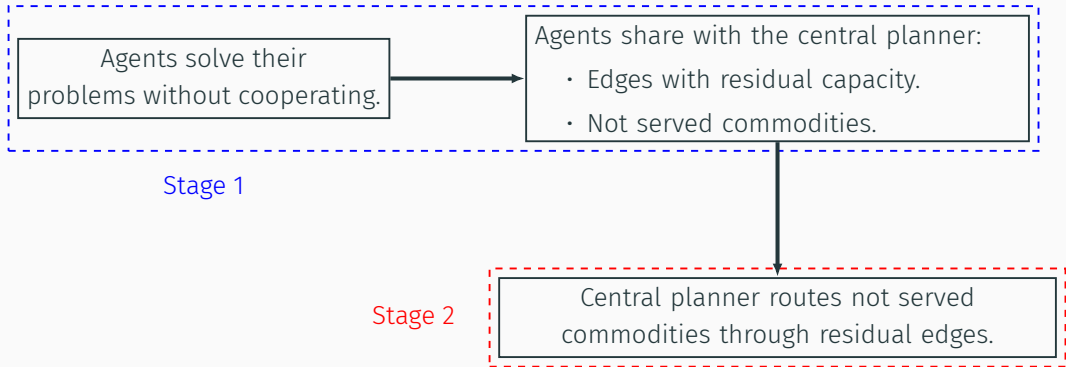 Agents solve their
problems without cooperating.
Agents share with the central planner:
· Edges with residual capacity.
· Not served commodities.
Stage 1
Stage 2
Central planner routes not served
commodities through residual edges.